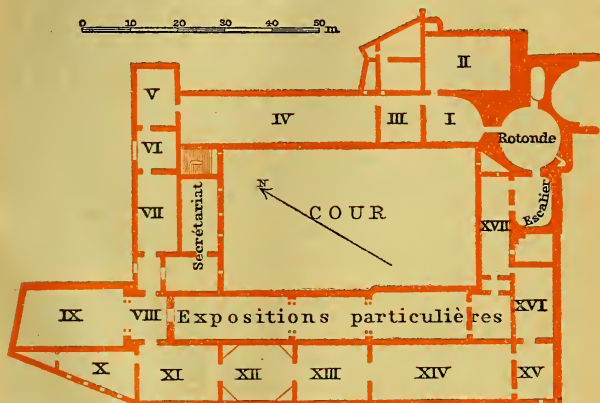 0 10 20 30 40 50 m
II
V
IV
III
I
Rotonde
VI
VII
Secrétariat
N
COUR
XVII
Escalier
IX
VIII
Expositions particulières
XVI
X
XI
XII
XIII
XIV
XV